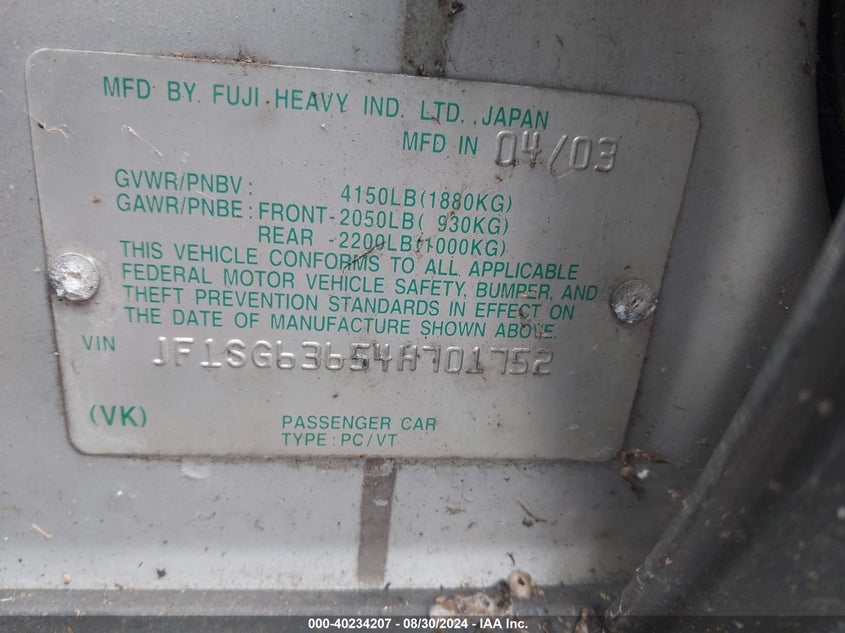 MFD BY. FUJI HEAVY IND. LTD., JAPAN
MFD IN 04/03
GVWR/PNBV: 4150LB(1880KG)
GAWR/PNBE: FRONT-2050LB( 930KG)
REAR -2200LB(1000KG)
THIS VEHICLE CONFORMS TO ALL APPLICABLE
FEDERAL MOTOR VEHICLE SAFETY, BUMPER, AND
THEFT PREVENTION STANDARDS IN EFFECT ON
THE DATE OF MANUFACTURE SHOWN ABOVE.
VIN JF1SG63654H701752
(VK) PASSENGER CAR
TYPE: PC/VT
000-40234207 - 08/30/2024 - IAA Inc.